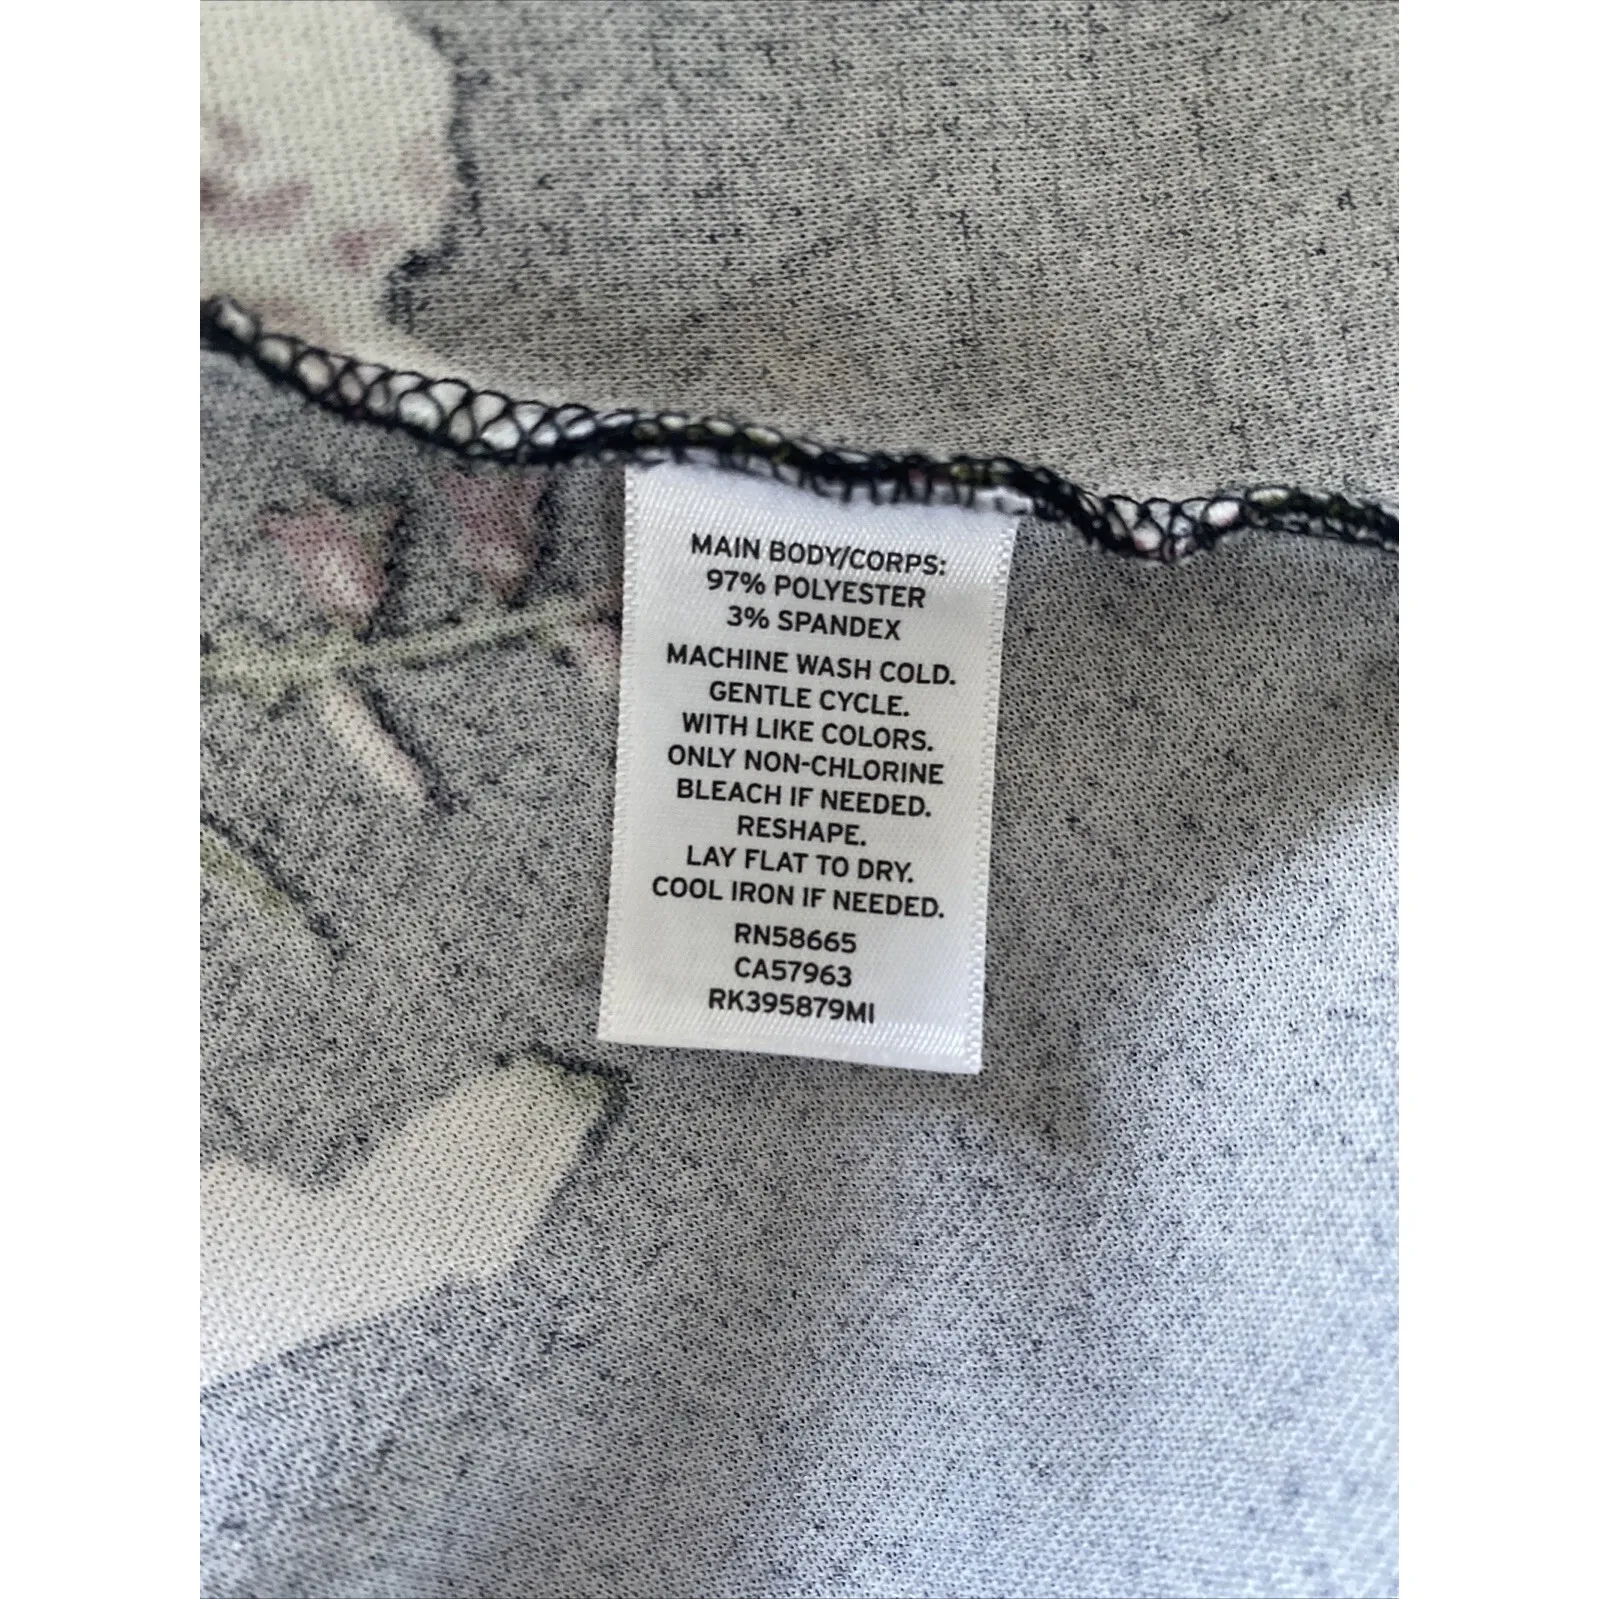 MAIN BODY/CORPS:
97% POLYESTER
3% SPANDEX
MACHINE WASH COLD.
GENTLE CYCLE.
WITH LIKE COLORS.
ONLY NON-CHLORINE
BLEACH IF NEEDED.
RESHAPE.
LAY FLAT TO DRY.
COOL IRON IF NEEDED.
RN58665
CA57963
RK395879MI